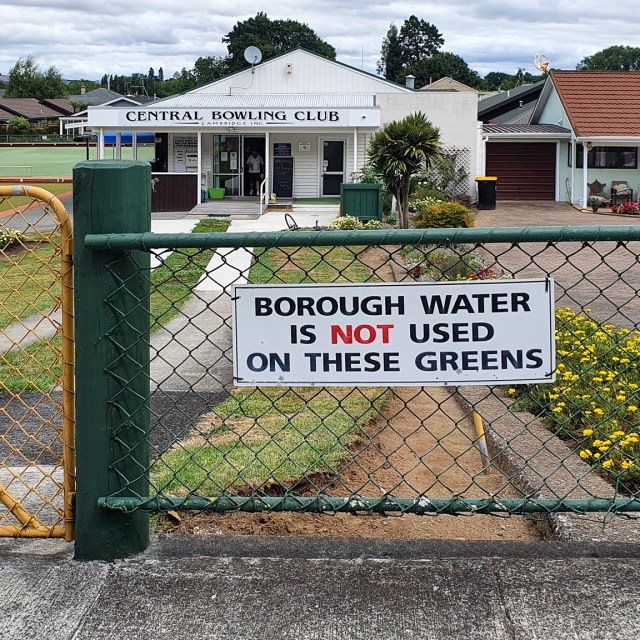 CENTRAL BOWLING CLUB
CAMBRIDGE INC.
BOROUGH WATER
IS NOT USED
ON THESE GREENS